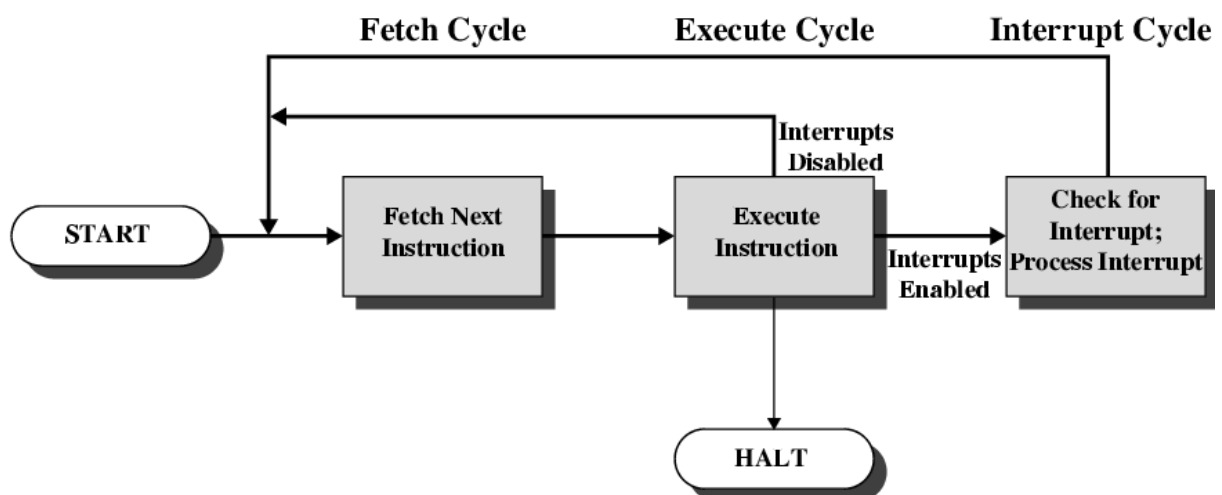 Fetch Cycle
Execute Cycle
Interrupt Cycle
Interrupts
Disabled
START
Fetch Next
Instruction
Execute
Instruction
Interrupts
Enabled
Check for
Interrupt;
Process Interrupt
HALT